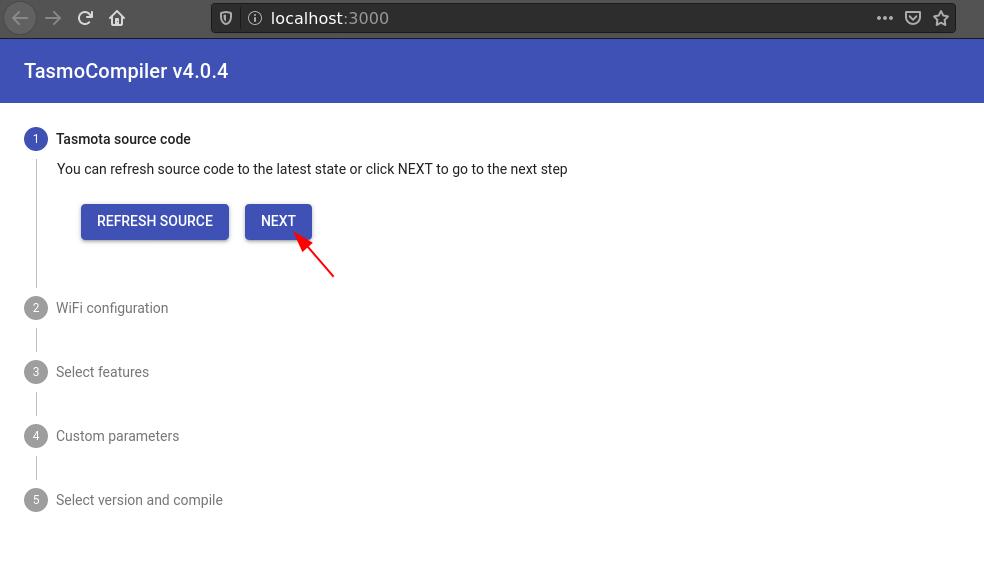 localhost:3000
TasmoCompiler v4.0.4
1 Tasmota source code
You can refresh source code to the latest state or click NEXT to go to the next step
REFRESH SOURCE NEXT
2 WiFi configuration
3 Select features
4 Custom parameters
5 Select version and compile